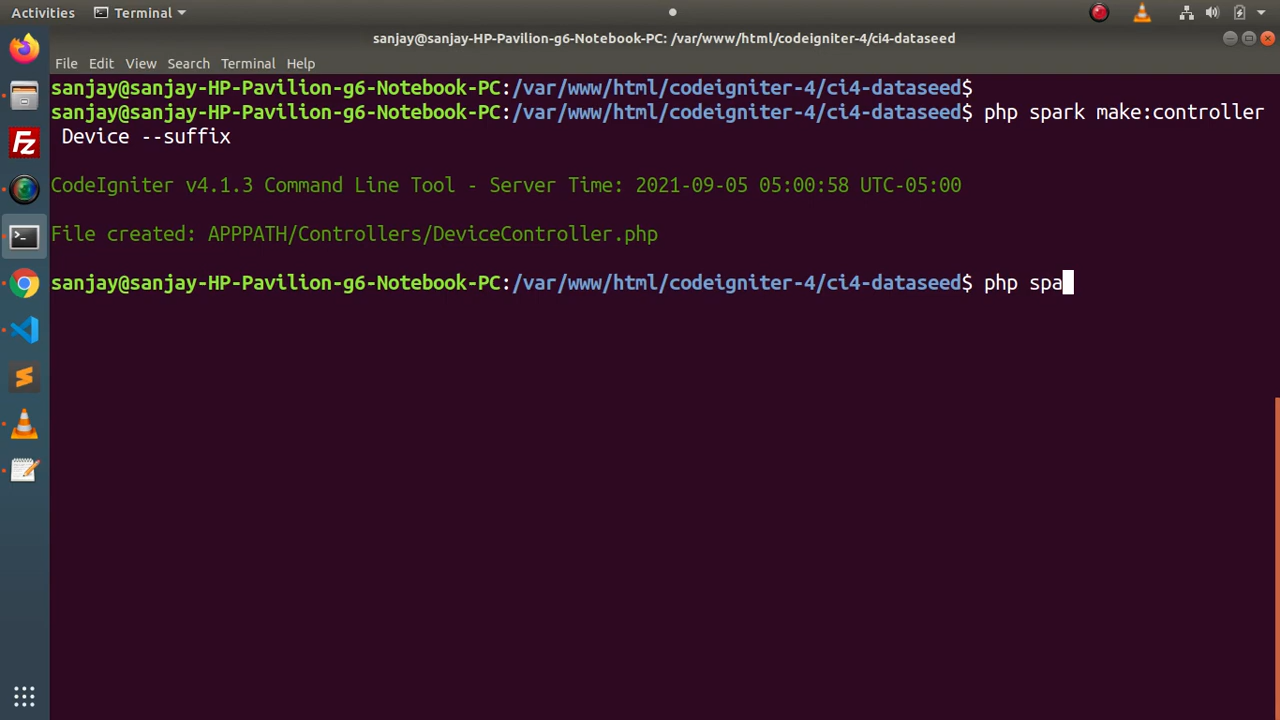 Activities Terminal
sanjay@sanjay-HP-Pavilion-g6-Notebook-PC: /var/www/html/codeigniter-4/ci4-dataseed
File Edit View Search Terminal Help
sanjay@sanjay-HP-Pavilion-g6-Notebook-PC:/var/www/html/codeigniter-4/ci4-dataseed$
sanjay@sanjay-HP-Pavilion-g6-Notebook-PC:/var/www/html/codeigniter-4/ci4-dataseed$ php spark make:controller
Device --suffix
CodeIgniter v4.1.3 Command Line Tool - Server Time: 2021-09-05 05:00:58 UTC-05:00
File created: APPPATH/Controllers/DeviceController.php
sanjay@sanjay-HP-Pavilion-g6-Notebook-PC:/var/www/html/codeigniter-4/ci4-dataseed$ php spa